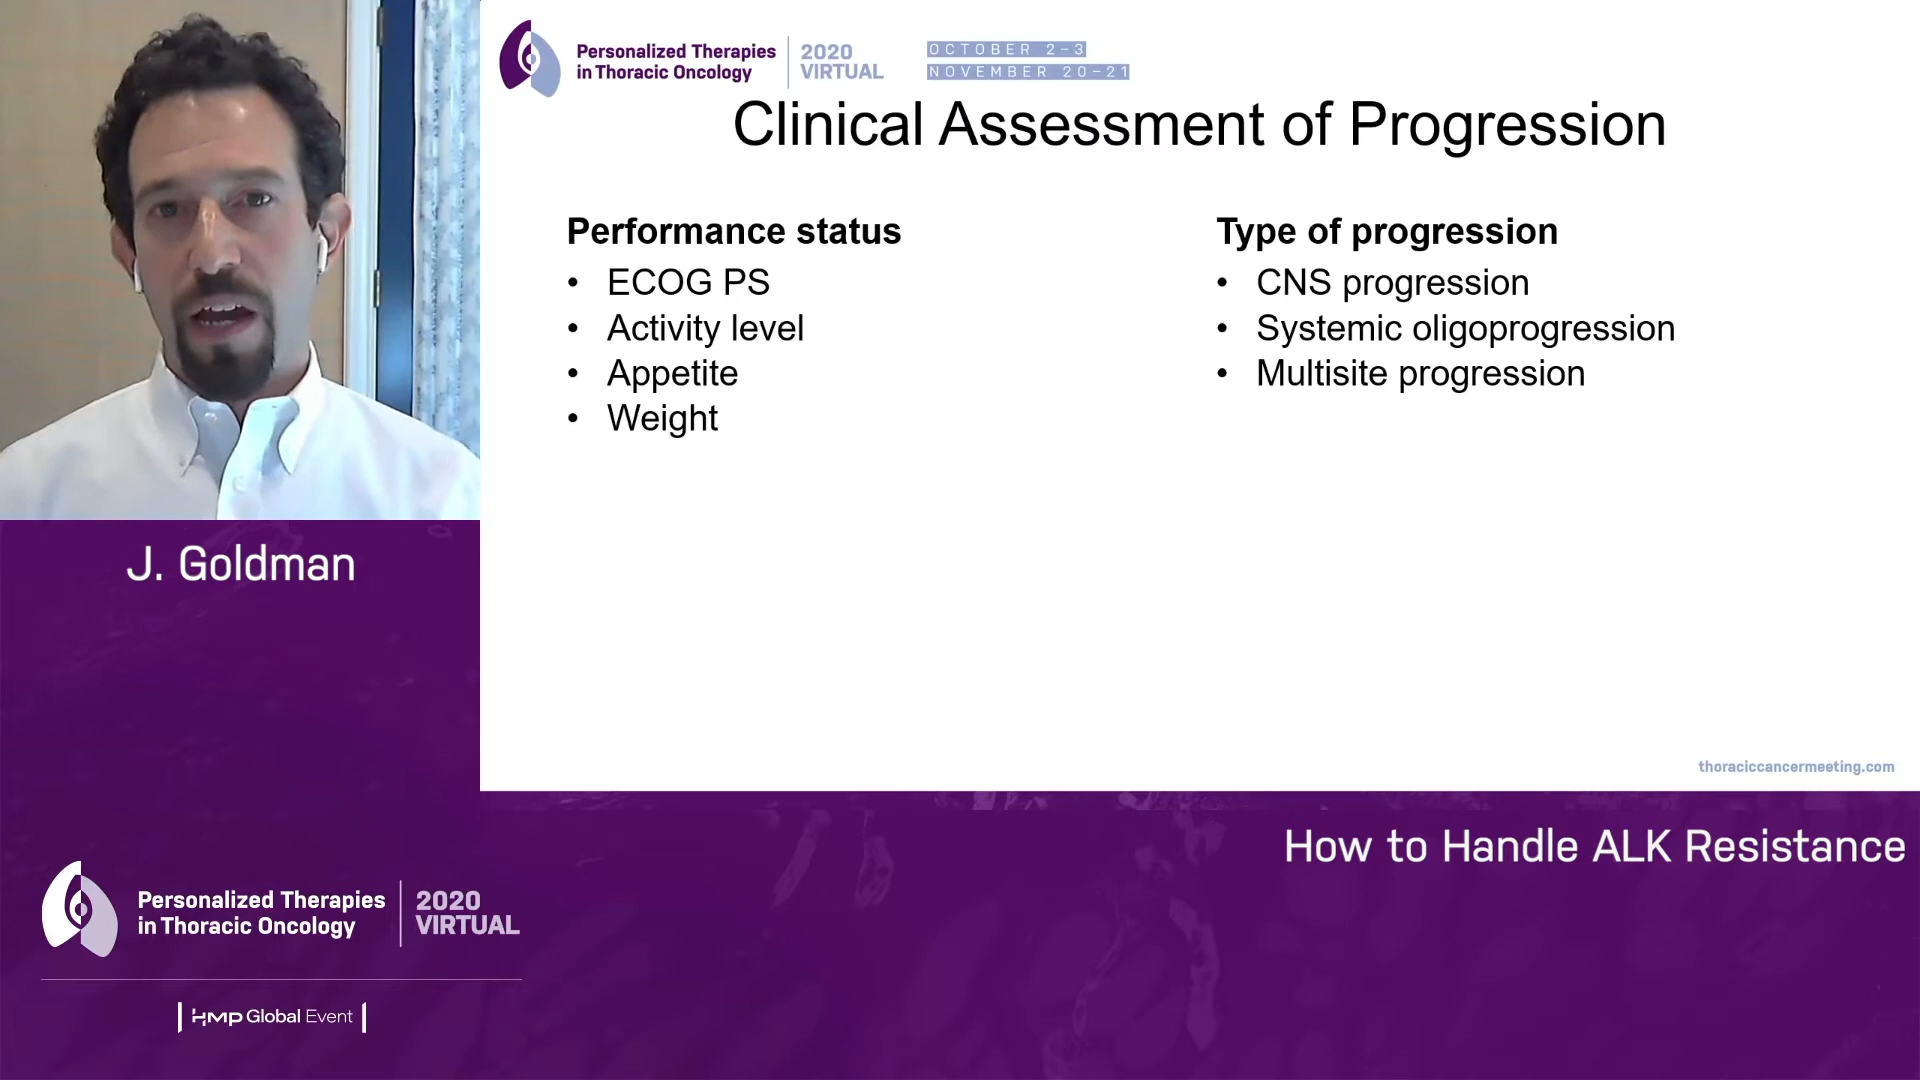 Personalized Therapies
in Thoracic Oncology
2020
VIRTUAL
OCTOBER 2–3
NOVEMBER 20–21
Clinical Assessment of Progression
Performance status
• ECOG PS
• Activity level
• Appetite
• Weight
Type of progression
• CNS progression
• Systemic oligoprogression
• Multisite progression
thoraciccancermeeting.com
J. Goldman
How to Handle ALK Resistance
Personalized Therapies
in Thoracic Oncology
2020
VIRTUAL
HMP Global Event